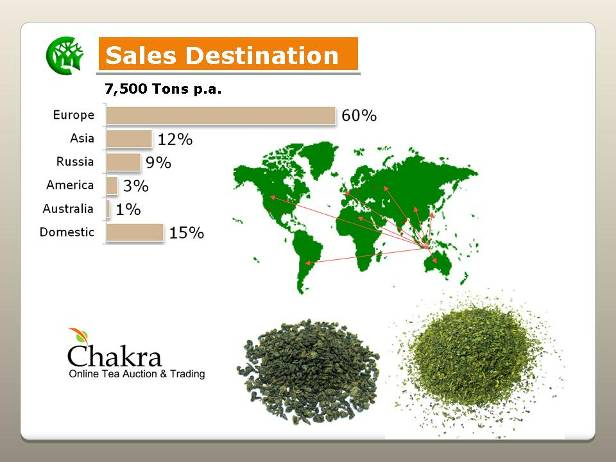 Sales Destination
7,500 Tons p.a.
Europe 60%
Asia 12%
Russia 9%
America 3%
Australia 1%
Domestic 15%
Chakra
Online Tea Auction & Trading